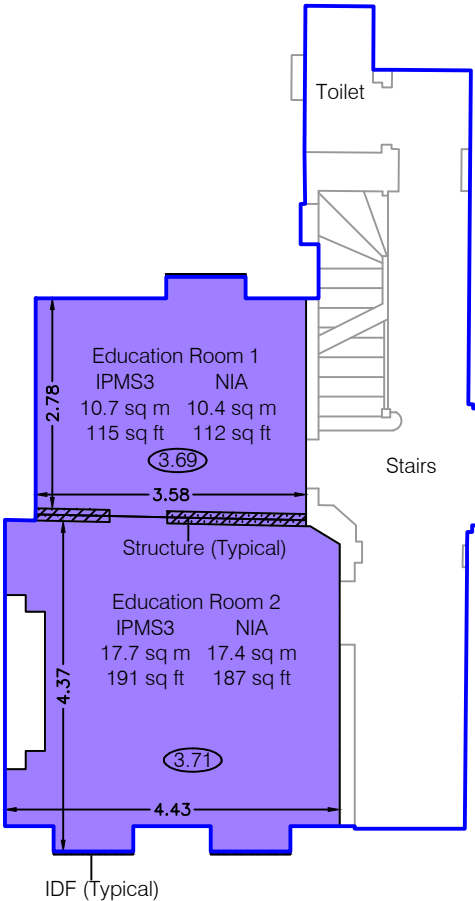 Toilet
Education Room 1
IPMS3 NIA
10.7 sq m 10.4 sq m
115 sq ft 112 sq ft
2.78
3.69
3.58
Stairs
Structure (Typical)
Education Room 2
IPMS3 NIA
17.7 sq m 17.4 sq m
191 sq ft 187 sq ft
4.37
3.71
4.43
IDF (Typical)